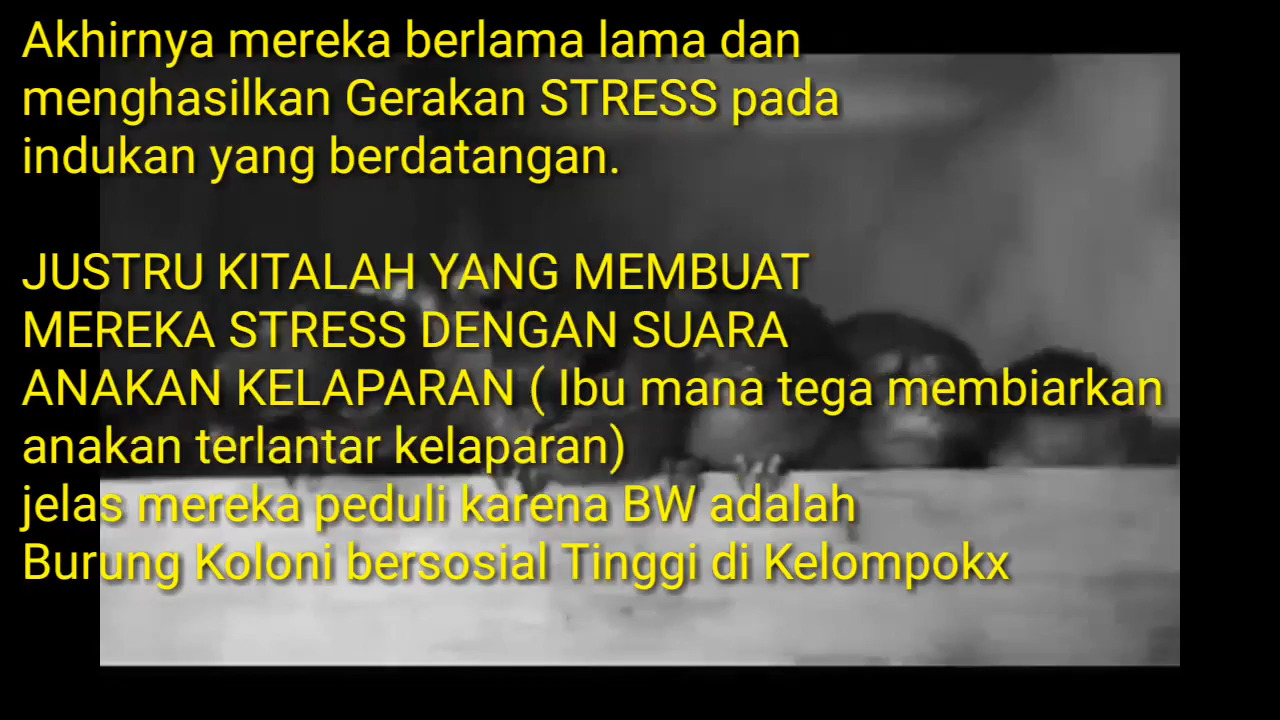 Akhirnya mereka berlama lama dan
menghasilkan Gerakan STRESS pada
indukan yang berdatangan.
JUSTRU KITALAH YANG MEMBUAT
MEREKA STRESS DENGAN SUARA
ANAKAN KELAPARAN ( Ibu mana tega membiarkan
anakan terlantar kelaparan)
jelas mereka peduli karena BW adalah
Burung Koloni bersosial Tinggi di Kelompokx